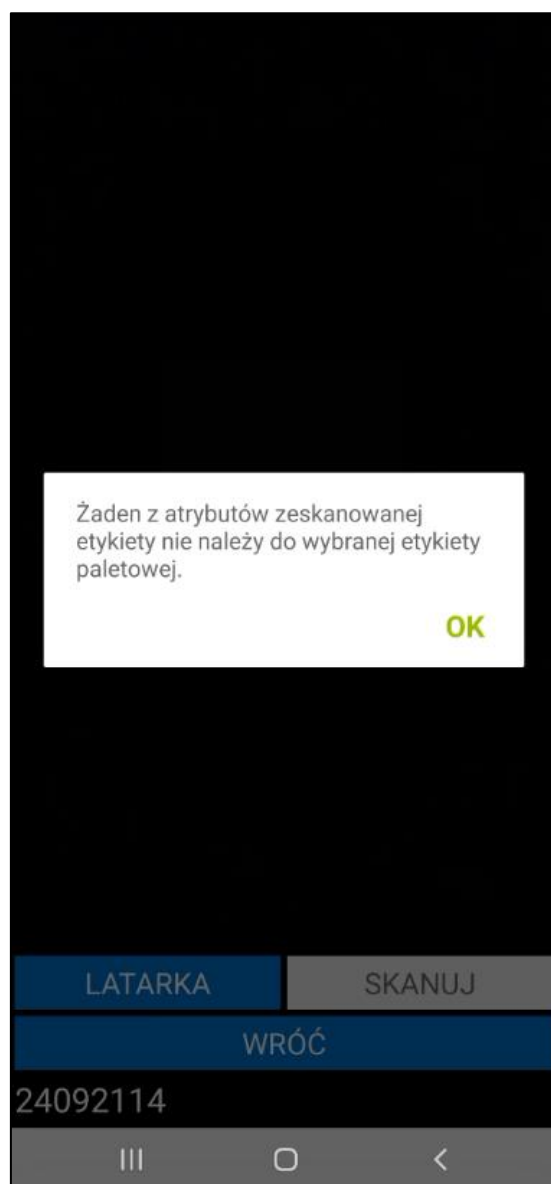 Żaden z atrybutów zeskanowanej
etykiety nie należy do wybranej etykiety
paletowej.
OK
LATARKA
SKANUJ
WRÓĆ
24092114